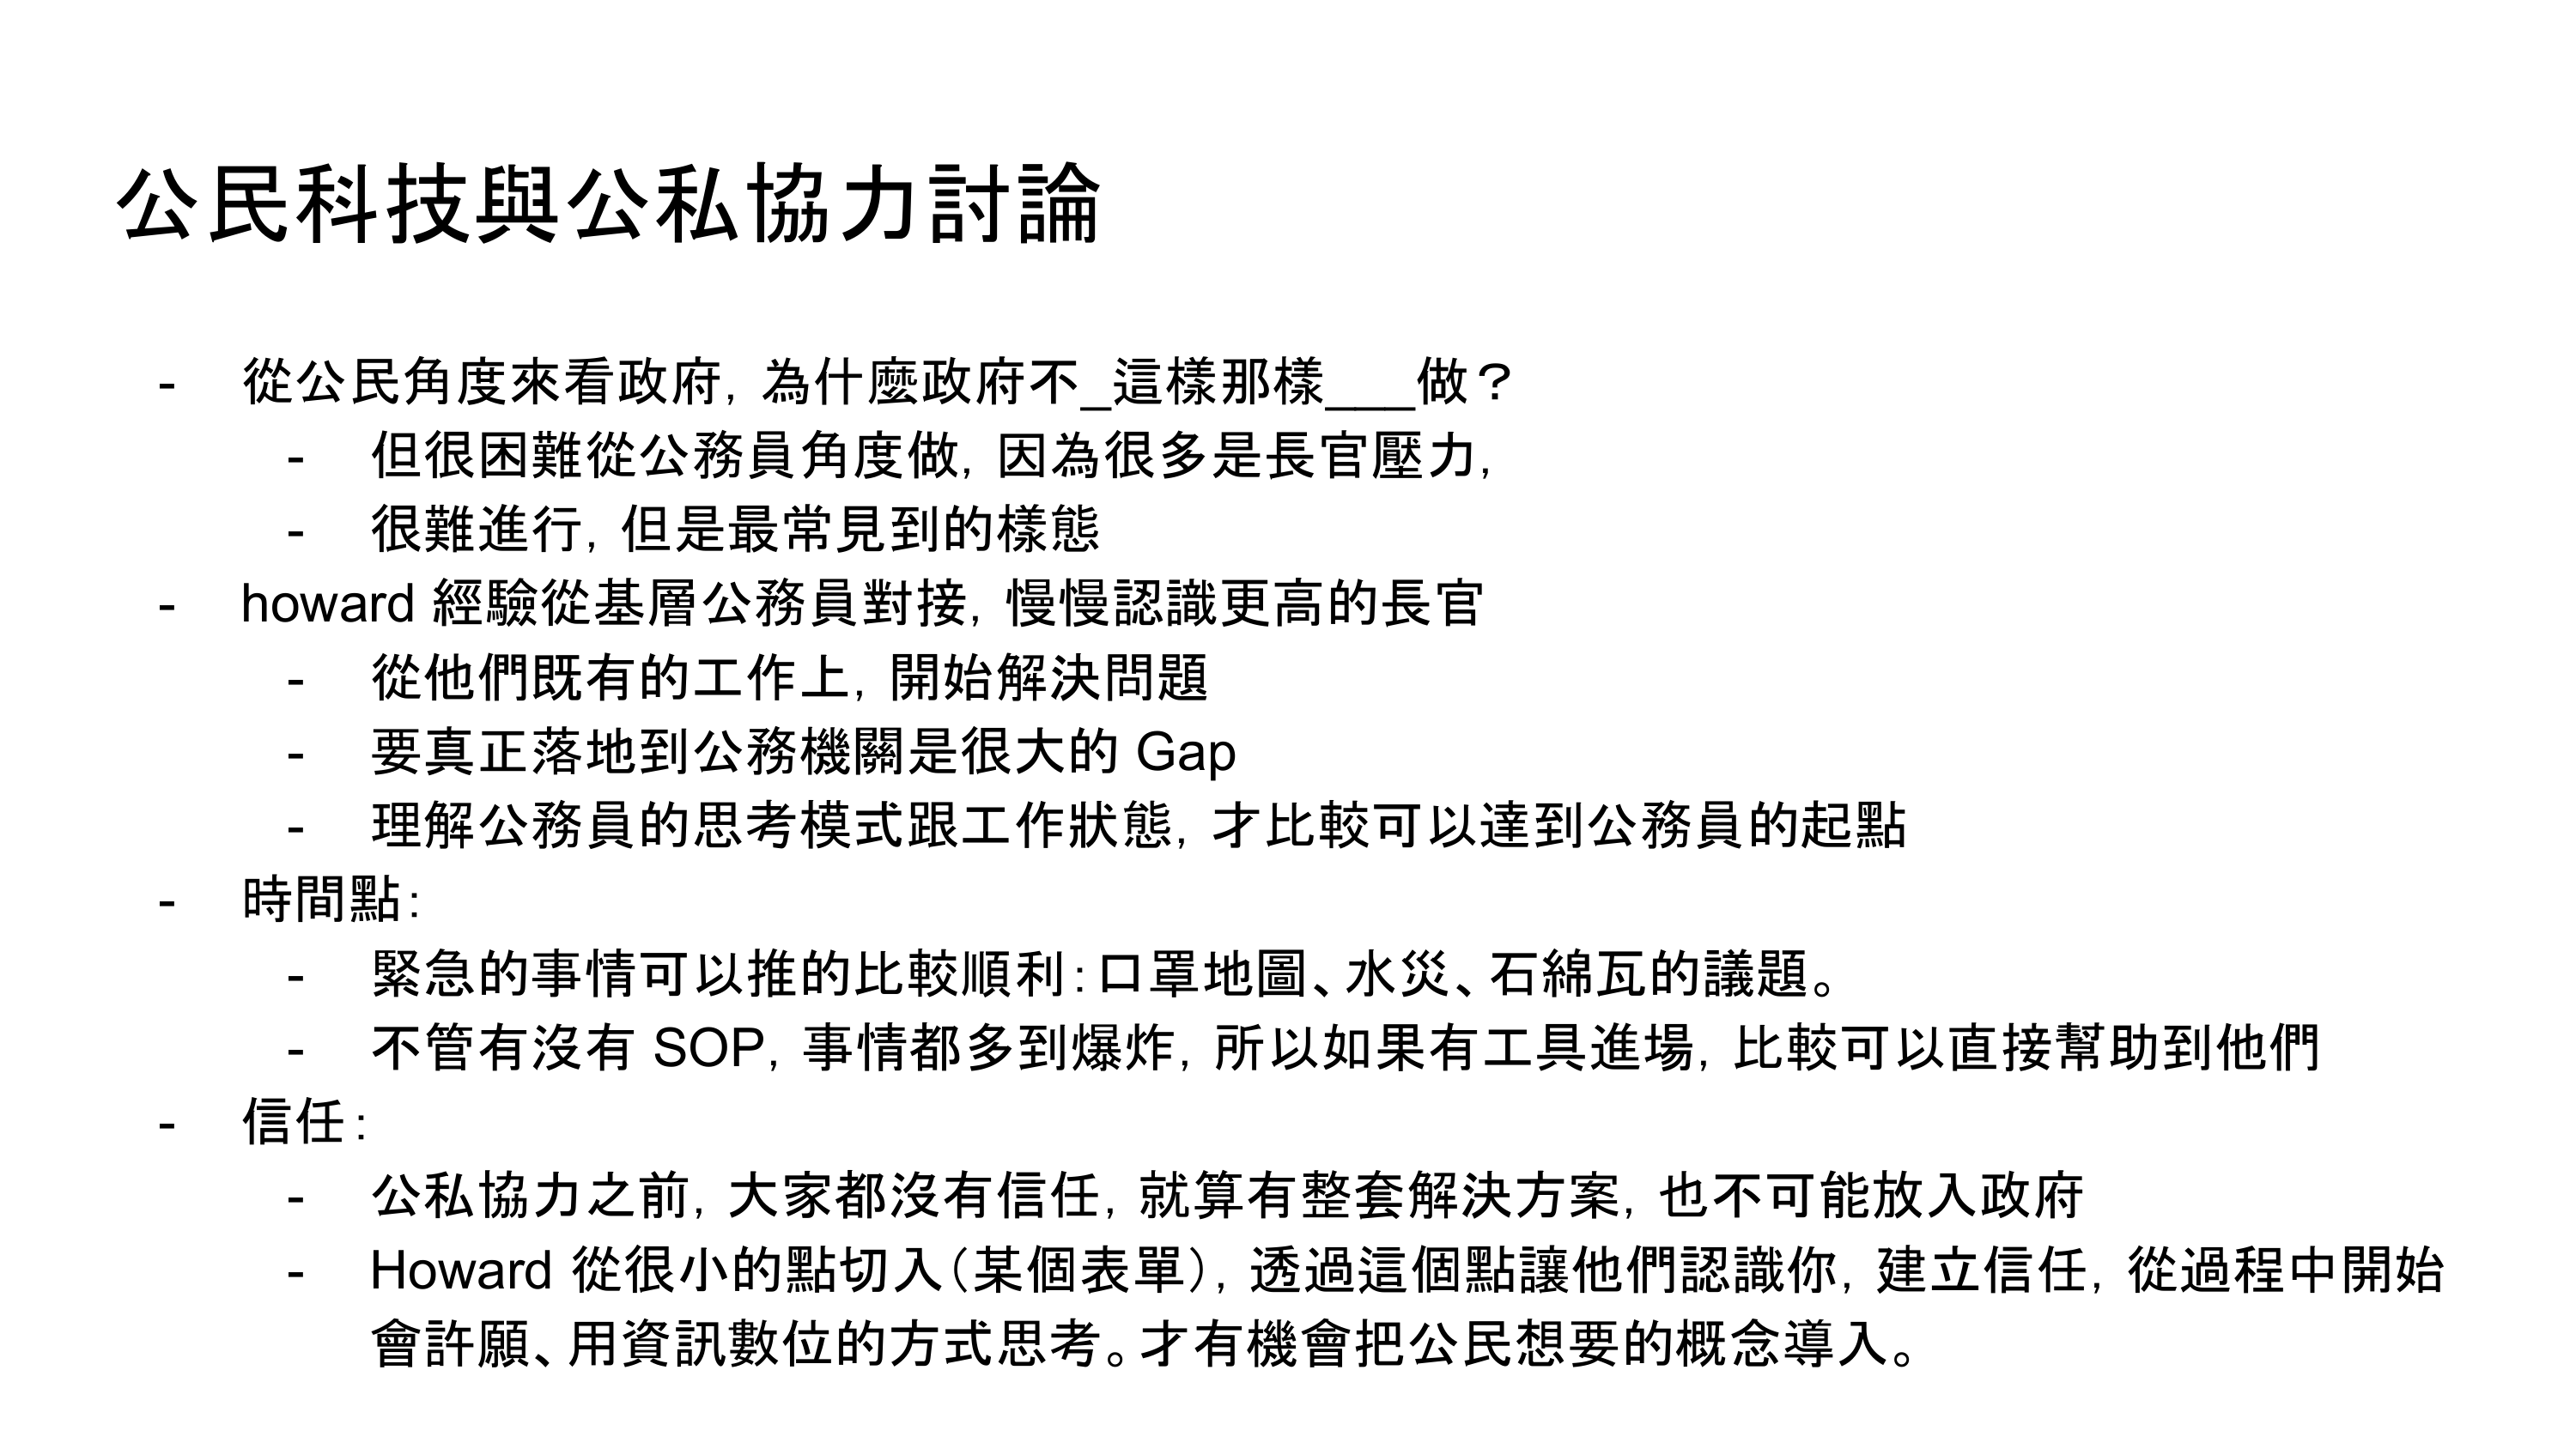 公民科技與公私協力討論
- 從公民角度來看政府，為什麼政府不_這樣那樣___做？
- 但很困難從公務員角度做，因為很多是長官壓力，
- 很難進行，但是最常見到的樣態
- howard 經驗從基層公務員對接，慢慢認識更高的長官
- 從他們既有的工作上，開始解決問題
- 要真正落地到公務機關是很大的 Gap
- 理解公務員的思考模式跟工作狀態，才比較可以達到公務員的起點
- 時間點：
- 緊急的事情可以推的比較順利：口罩地圖、水災、石綿瓦的議題。
- 不管有沒有 SOP，事情都多到爆炸，所以如果有工具進場，比較可以直接幫助到他們
- 信任：
- 公私協力之前，大家都沒有信任，就算有整套解決方案，也不可能放入政府
- Howard 從很小的點切入（某個表單），透過這個點讓他們認識你，建立信任，從過程中開始
會許願、用資訊數位的方式思考。才有機會把公民想要的概念導入。